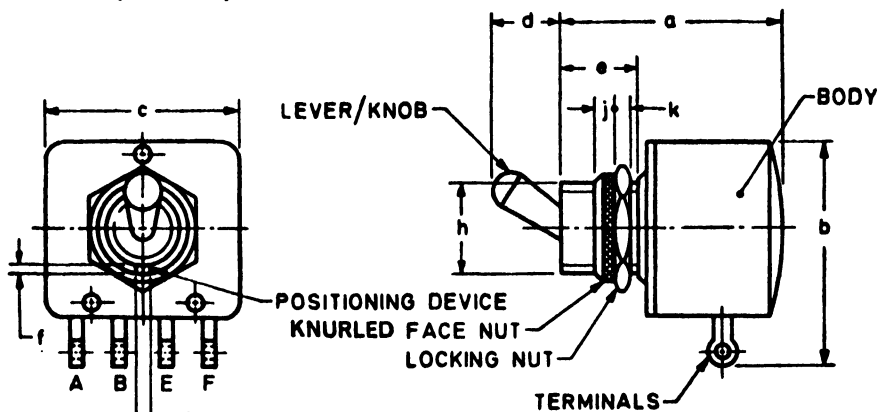 d
a
e
c
LEVER/KNOB
j
k
BODY
h
b
POSITIONING DEVICE
KNURLED FACE NUT
f
LOCKING NUT
A B E F
TERMINALS